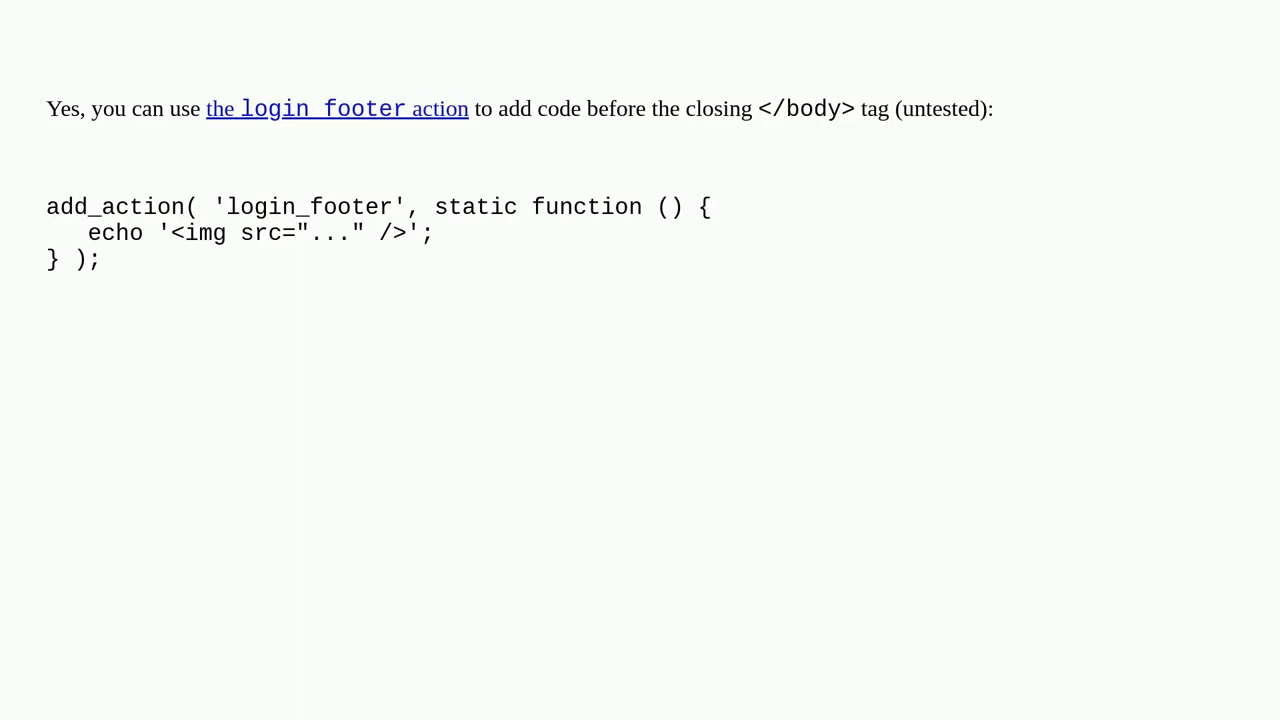 Yes, you can use the login_footer action to add code before the closing </body> tag (untested):
add_action( 'login_footer', static function () {
   echo '<img src="..." />';
} );